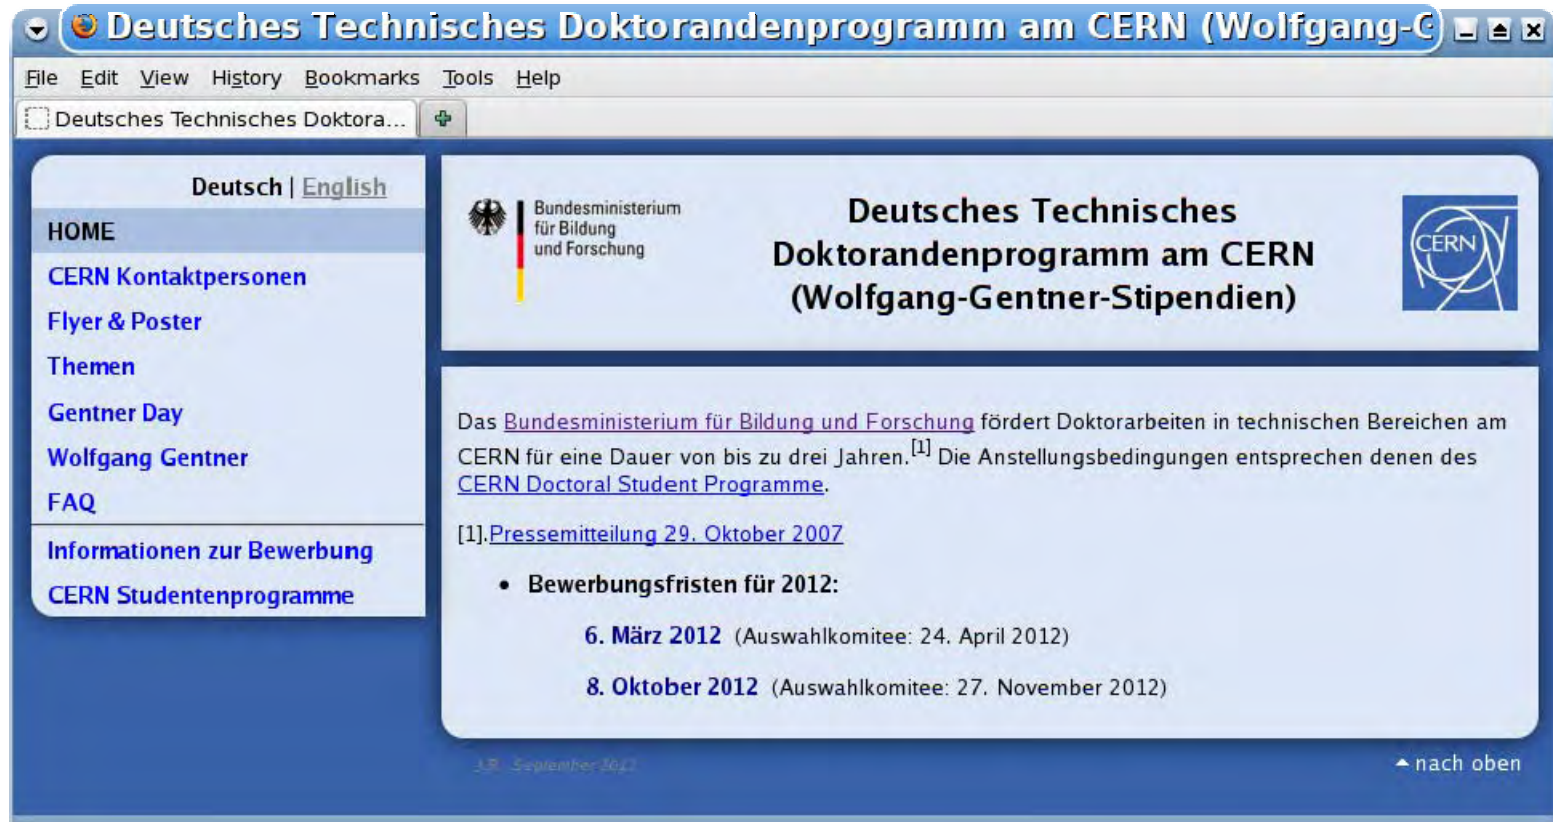 Deutsches Technisches Doktorandenprogramm am CERN (Wolfgang-G
File Edit View History Bookmarks Tools Help
Deutsches Technisches Doktora...
Deutsch | English
HOME
CERN Kontaktpersonen
Flyer & Poster
Themen
Gentner Day
Wolfgang Gentner
FAQ
Informationen zur Bewerbung
CERN Studentenprogramme
Bundesministerium
für Bildung
und Forschung
Deutsches Technisches
Doktorandenprogramm am CERN
(Wolfgang-Gentner-Stipendien)
CERN
Das Bundesministerium für Bildung und Forschung fördert Doktorarbeiten in technischen Bereichen am
CERN für eine Dauer von bis zu drei Jahren.[1] Die Anstellungsbedingungen entsprechen denen des
CERN Doctoral Student Programme.
[1].Pressemitteilung 29. Oktober 2007
• Bewerbungsfristen für 2012:
6. März 2012 (Auswahlkomitee: 24. April 2012)
8. Oktober 2012 (Auswahlkomitee: 27. November 2012)
September
nach oben